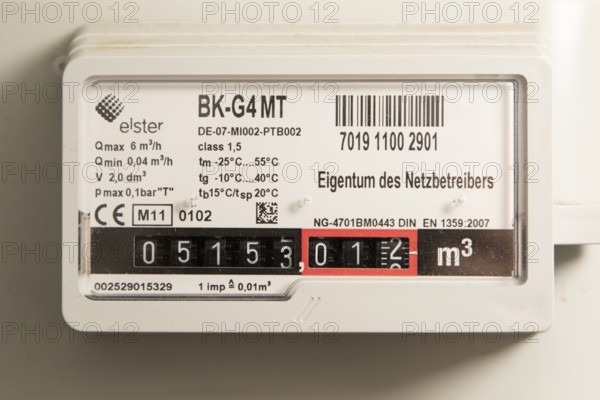 elster
BK-G4 MT
DE-07-MI002-PTB002
7019 1100 2901
Qmax 6 m³/h class 1,5
Qmin 0,04 m³/h tm -25°C...55°C
V 2,0 dm³ tg -10°C...40°C
pmax 0,1bar "T" tb15°C/tsp 20°C
Eigentum des Netzbetreibers
CE M11 0102
NG-4701BM0443 DIN EN 1359:2007
05153,012 m³
002529015329 1 imp ≙ 0,01m³